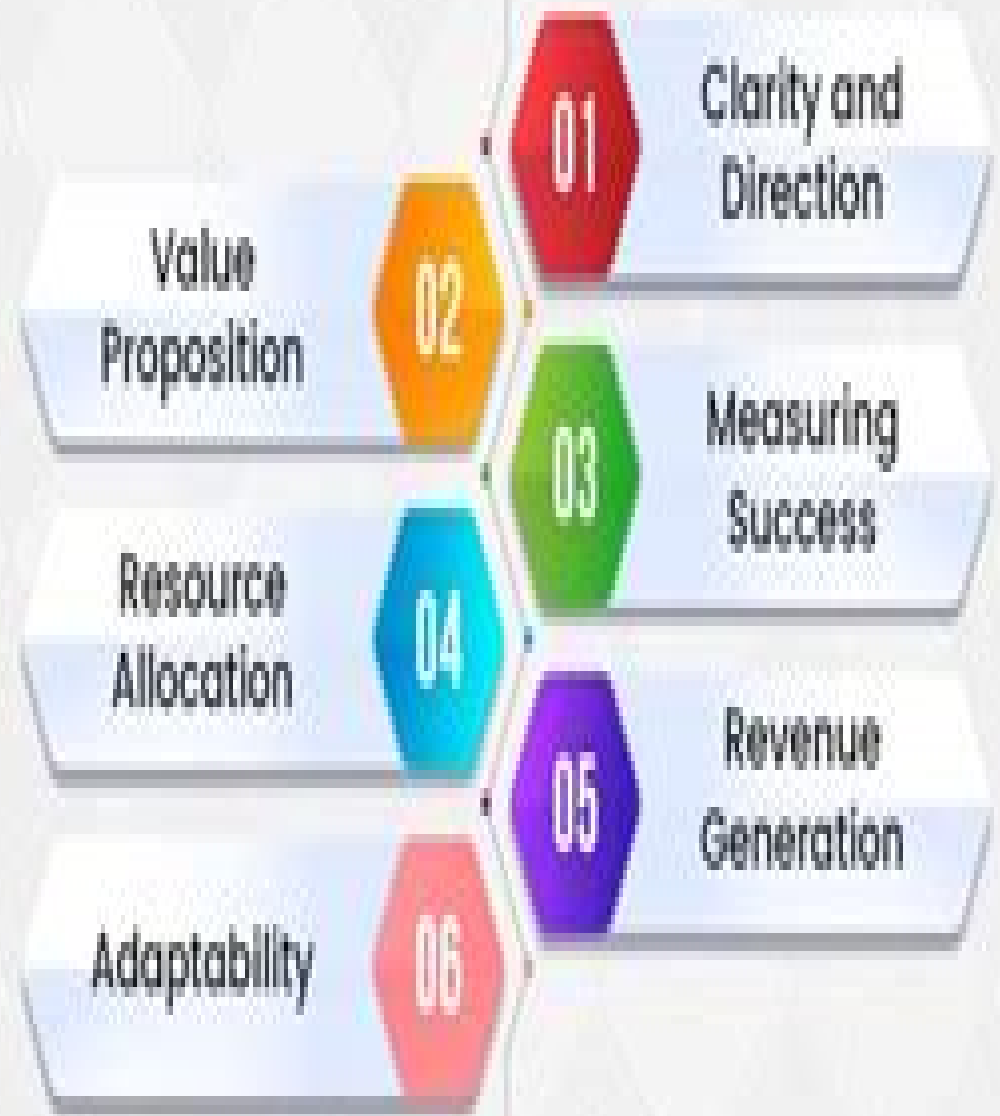 01
Clarity and
Direction
02
Value
Proposition
03
Measuring
Success
04
Resource
Allocation
05
Revenue
Generation
06
Adaptability